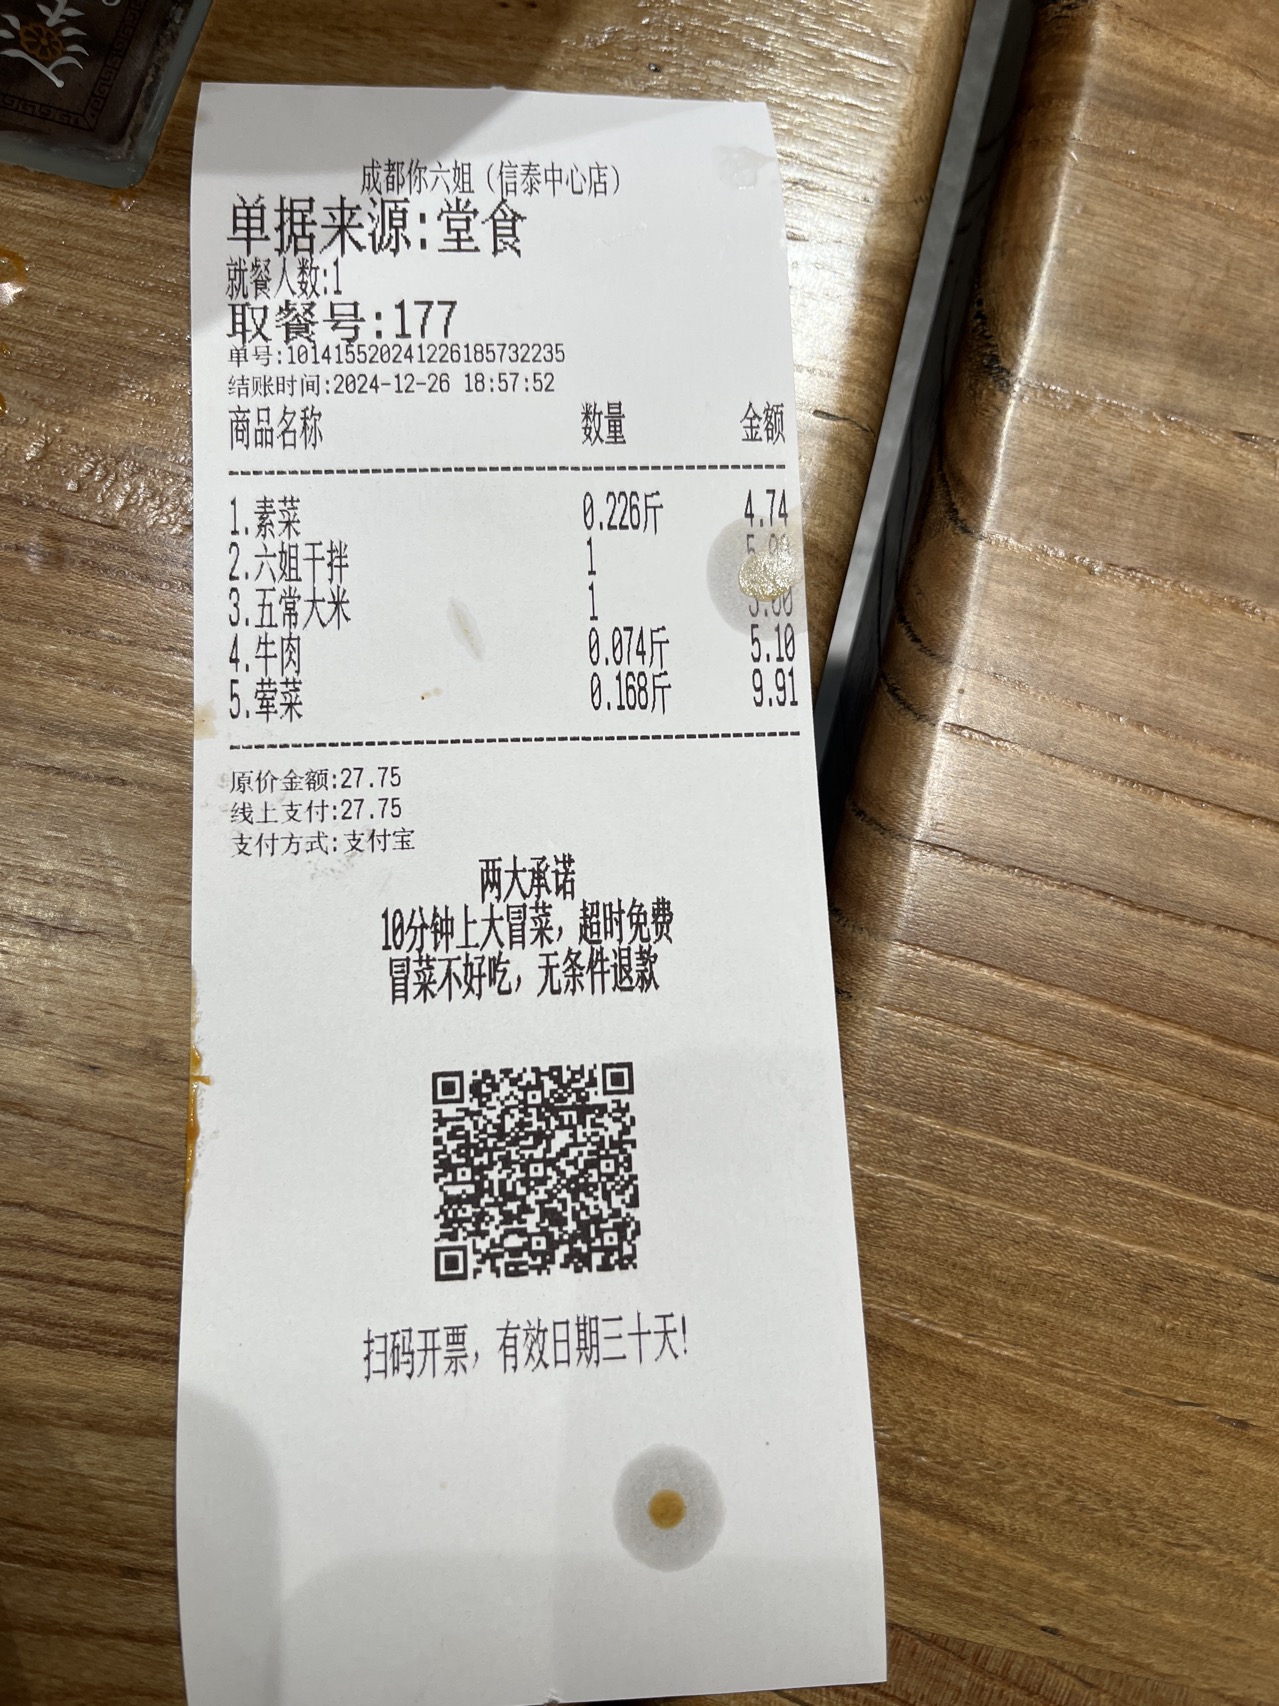 成都你六姐（信泰中心店）
单据来源:堂食
就餐人数:1
取餐号:177
单号:101415520241226185732235
结账时间:2024-12-26 18:57:52
商品名称 数量 金额
1.素菜 0.226斤 4.74
2.六姐干拌 1
3.五常大米 1
4.牛肉 0.074斤 5.10
5.荤菜 0.168斤 9.91
原价金额:27.75
线上支付:27.75
支付方式:支付宝
两大承诺
10分钟上大冒菜，超时免费
冒菜不好吃，无条件退款
扫码开票，有效日期三十天!